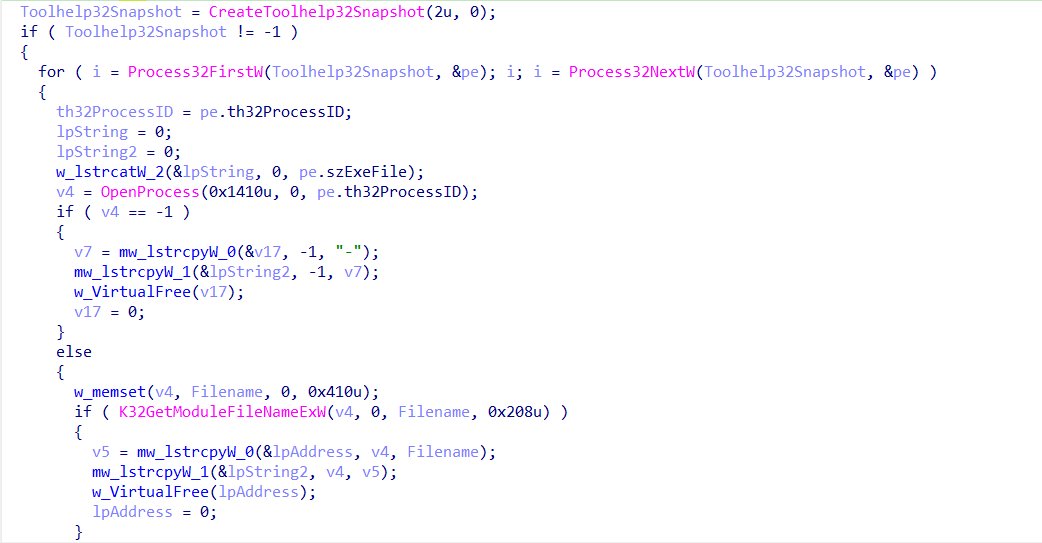 Toolhelp32Snapshot = CreateToolhelp32Snapshot(2u, 0);
if ( Toolhelp32Snapshot != -1 )
{
  for ( i = Process32FirstW(Toolhelp32Snapshot, &pe); i; i = Process32NextW(Toolhelp32Snapshot, &pe) )
  {
    th32ProcessID = pe.th32ProcessID;
    lpString = 0;
    lpString2 = 0;
    w_lstrcatW_2(&lpString, 0, pe.szExeFile);
    v4 = OpenProcess(0x1410u, 0, pe.th32ProcessID);
    if ( v4 == -1 )
    {
      v7 = mw_lstrcpyW_0(&v17, -1, "-");
      mw_lstrcpyW_1(&lpString2, -1, v7);
      w_VirtualFree(v17);
      v17 = 0;
    }
    else
    {
      w_memset(v4, Filename, 0, 0x410u);
      if ( K32GetModuleFileNameExW(v4, 0, Filename, 0x208u) )
      {
        v5 = mw_lstrcpyW_0(&lpAddress, v4, Filename);
        mw_lstrcpyW_1(&lpString2, v4, v5);
        w_VirtualFree(lpAddress);
        lpAddress = 0;
      }